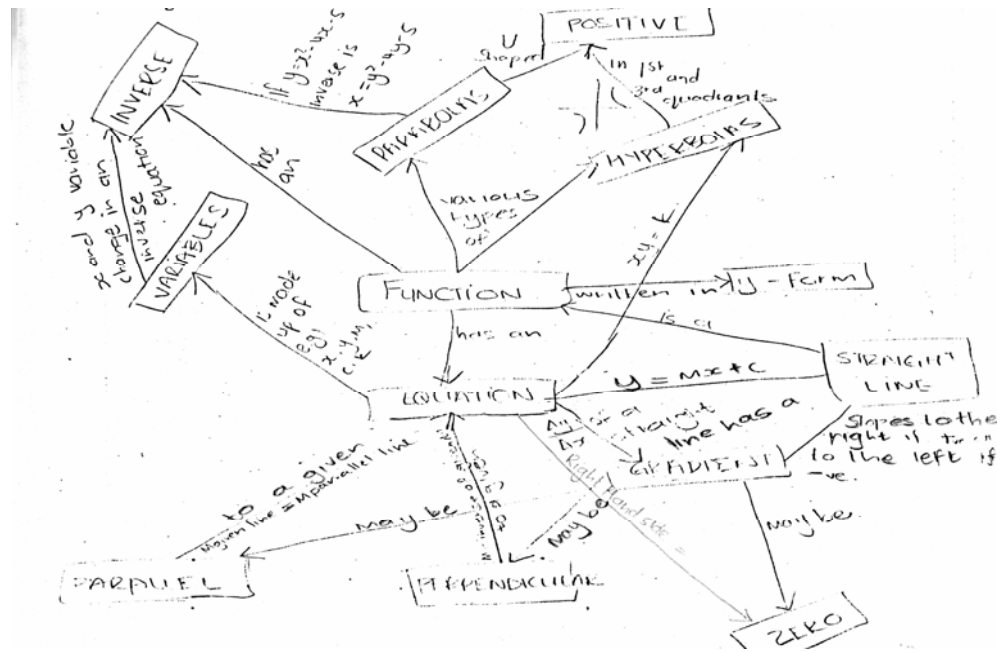 POSITIVE
U
shaped
in 1st
and
3rd
quadrants
If y=x²-4x-5
inverse is
x=y²-4y-5
INVERSE
PARABOLAS
HYPERBOLAS
has
an
various
types
of
x and y variable
change in an
inverse
equation
VARIABLES
xy = k
FUNCTION
written in
y - Form
is a
is made
up of
eg)
x, y, m,
c, k
has an
STRAIGHT
LINE
y = mx + c
EQUATION
Δy
Δx
of a
straight
line has a
GRADIENT
Slopes to the
right if
to the left if
-ve.
to a given
M given line = M parallel line
may be
may be
may be
Right Hand side =
PARALLEL
PERPENDICULAR
ZERO